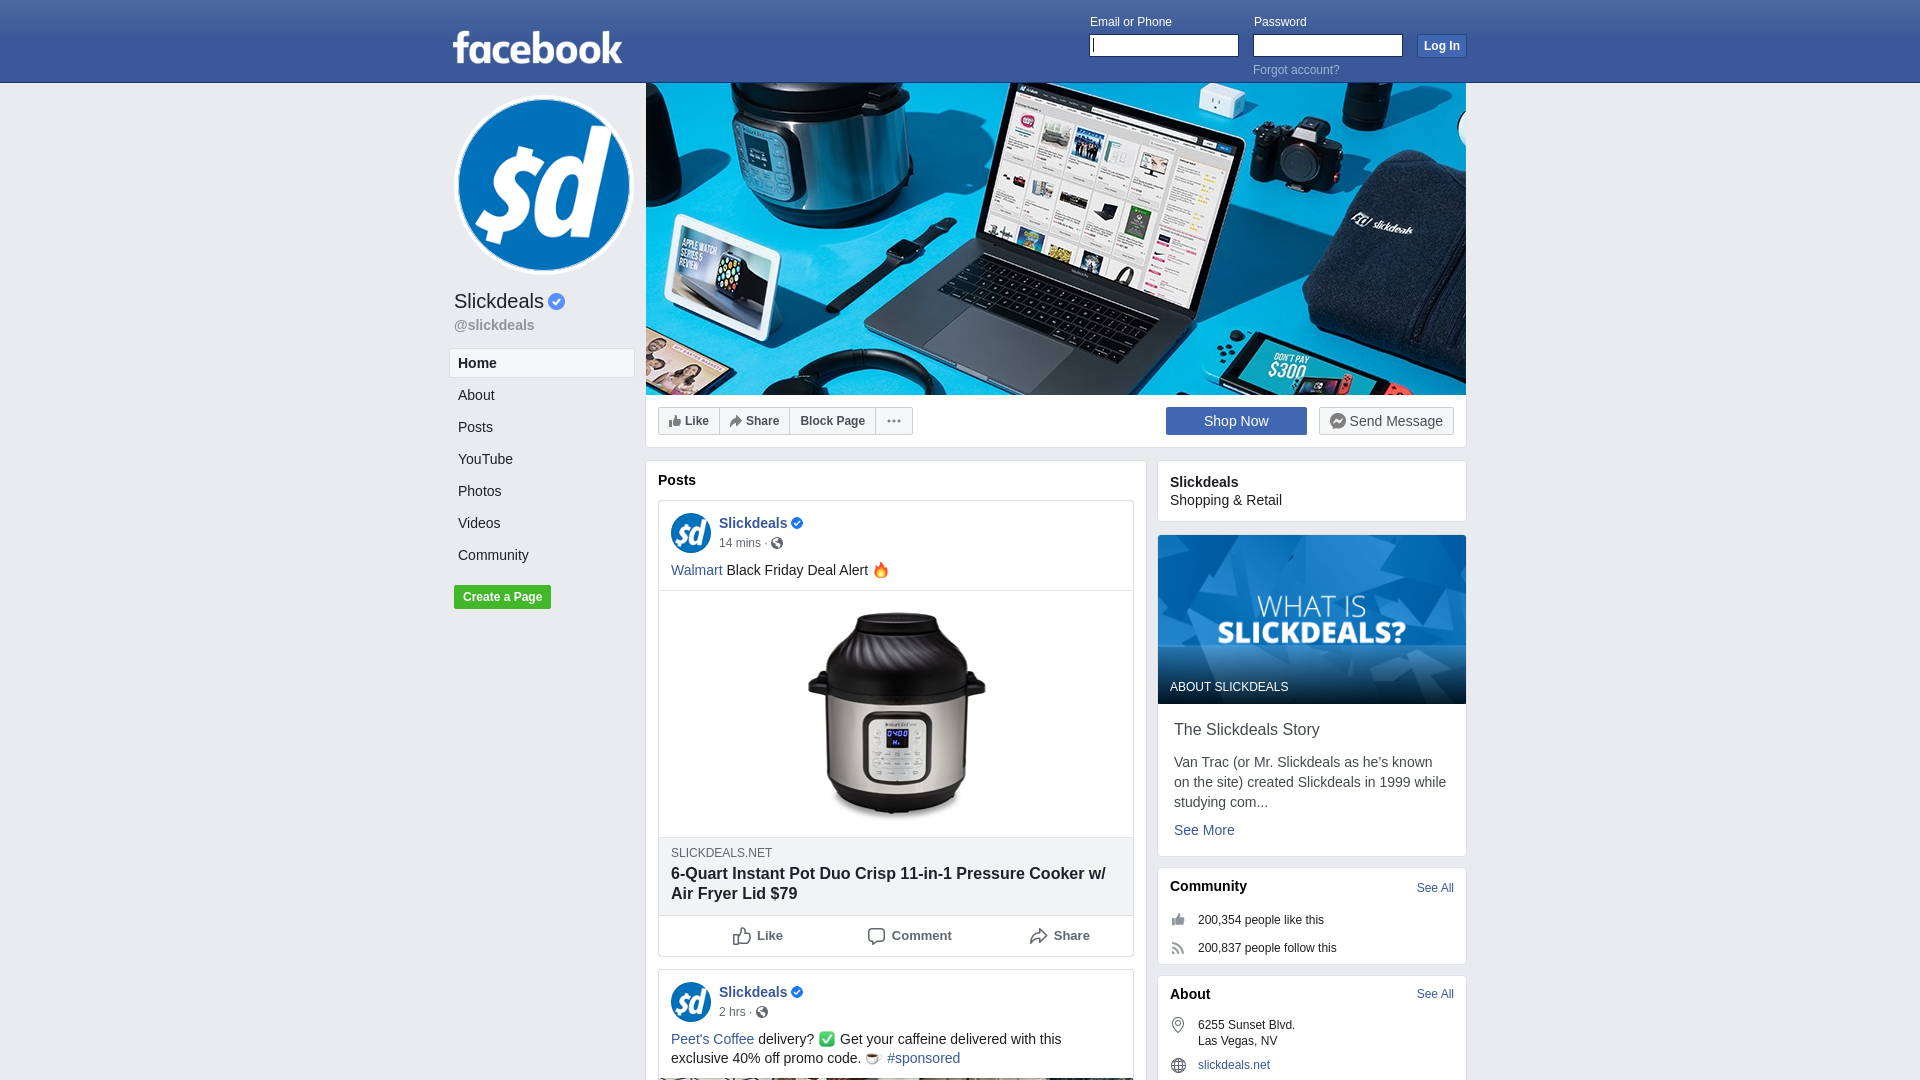 facebook
Email or Phone
Password
Log In
Forgot account?
$d
Slickdeals
@slickdeals
Home
About
Posts
YouTube
Photos
Videos
Community
Create a Page
APPLE WATCH
SERIES 5
REVIEW
slickdeals
DON'T PAY
$300
Like
Share
Block Page
Shop Now
Send Message
Posts
$d
Slickdeals
14 mins ·
Walmart Black Friday Deal Alert 🔥
04:00
SLICKDEALS.NET
6-Quart Instant Pot Duo Crisp 11-in-1 Pressure Cooker w/
Air Fryer Lid $79
Like
Comment
Share
$d
Slickdeals
2 hrs ·
Peet's Coffee delivery? ✅ Get your caffeine delivered with this
exclusive 40% off promo code. ☕ #sponsored
Slickdeals
Shopping & Retail
WHAT IS
SLICKDEALS?
ABOUT SLICKDEALS
The Slickdeals Story
Van Trac (or Mr. Slickdeals as he’s known
on the site) created Slickdeals in 1999 while
studying com...
See More
Community
See All
200,354 people like this
200,837 people follow this
About
See All
6255 Sunset Blvd.
Las Vegas, NV
slickdeals.net